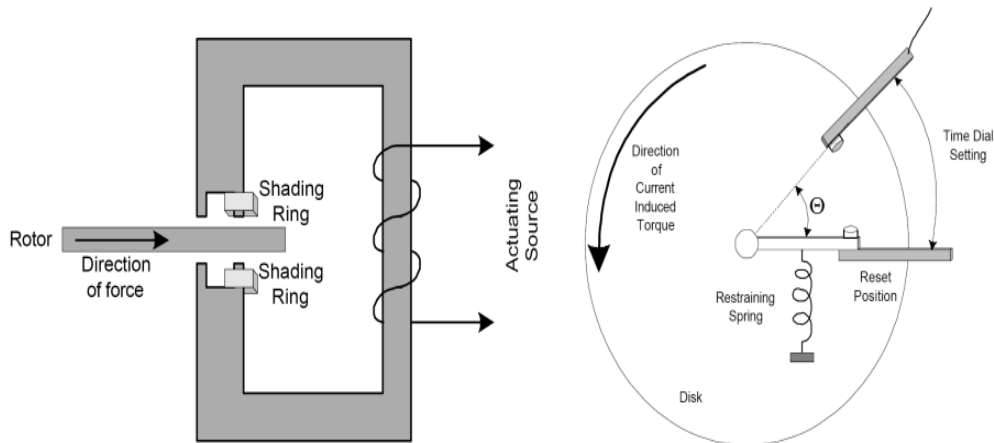 Shading
Ring
Rotor
Direction
of force
Shading
Ring
Actuating
Source
Direction
of
Current
Induced
Torque
Θ
Time Dial
Setting
Reset
Position
Restraining
Spring
Disk